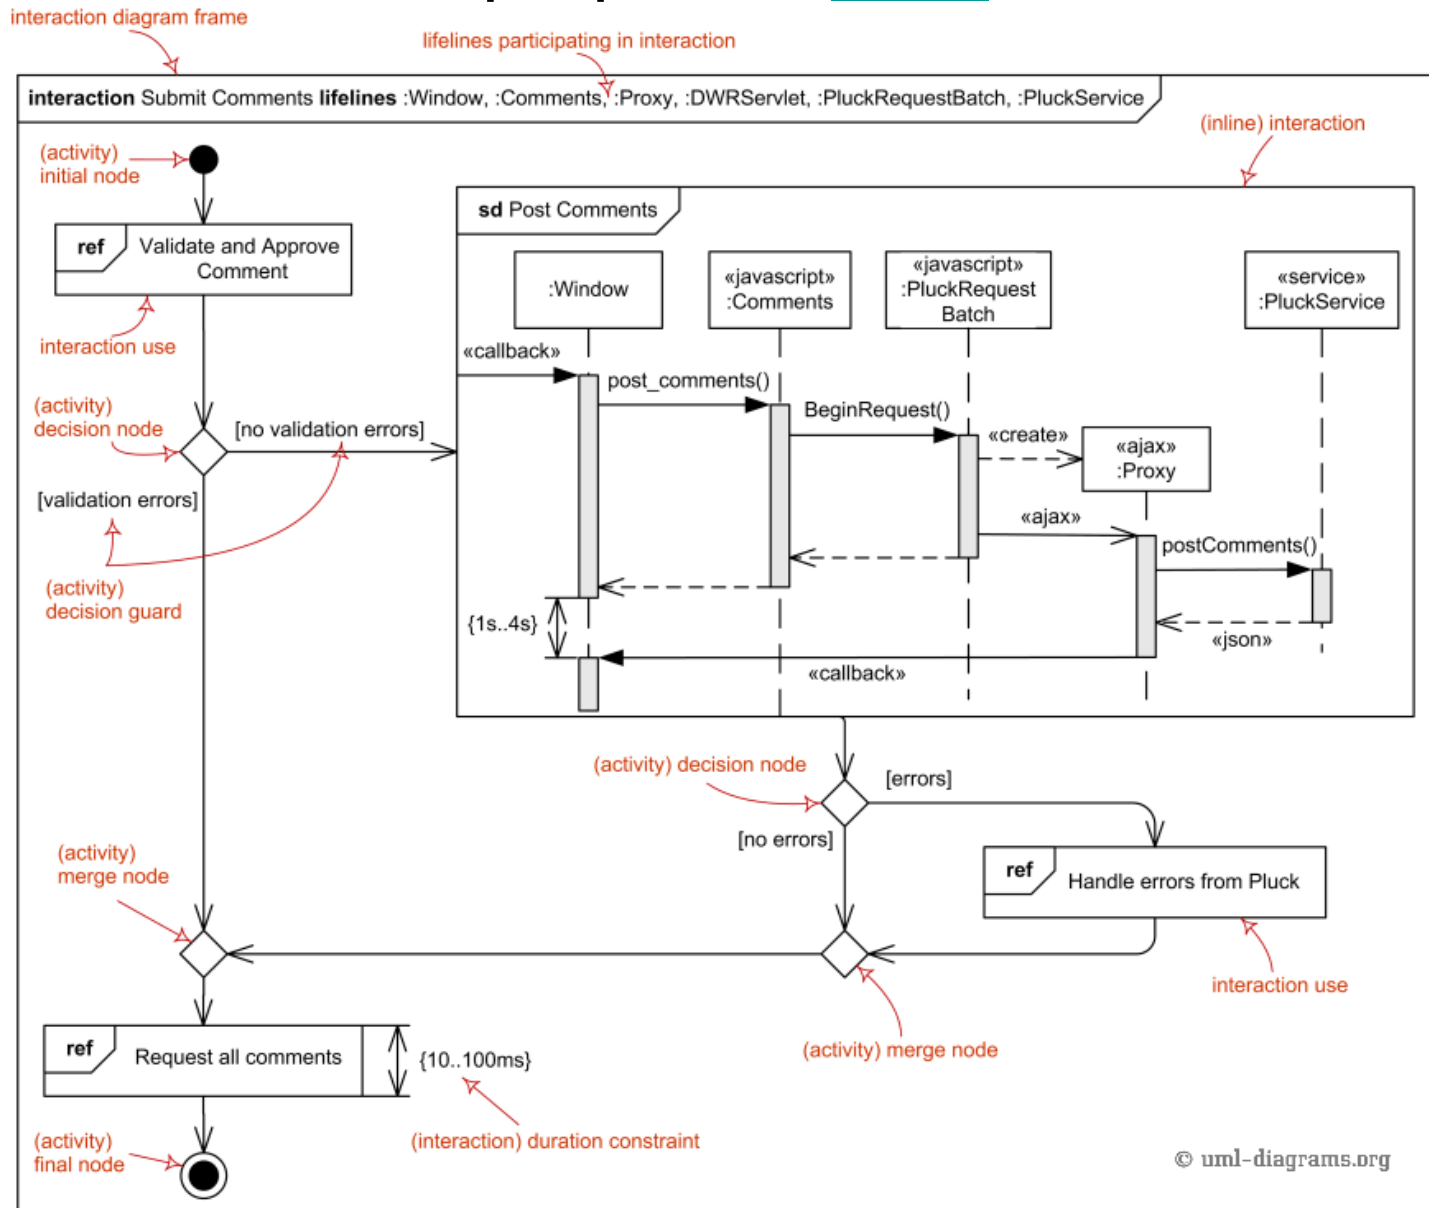 interaction diagram frame
lifelines participating in interaction
interaction Submit Comments lifelines :Window, :Comments, :Proxy, :DWRServlet, :PluckRequestBatch, :PluckService
(inline) interaction
(activity)
initial node
sd Post Comments
ref Validate and Approve
Comment
:Window
«javascript»
:Comments
«javascript»
:PluckRequest
Batch
«service»
:PluckService
interaction use
«callback»
post_comments()
(activity)
decision node
[no validation errors]
BeginRequest()
«create»
«ajax»
:Proxy
[validation errors]
«ajax»
postComments()
(activity)
decision guard
{1s..4s}
«json»
«callback»
(activity) decision node
[errors]
[no errors]
(activity)
merge node
ref Handle errors from Pluck
interaction use
ref Request all comments
{10..100ms}
(activity) merge node
(activity)
final node
(interaction) duration constraint
© uml-diagrams.org